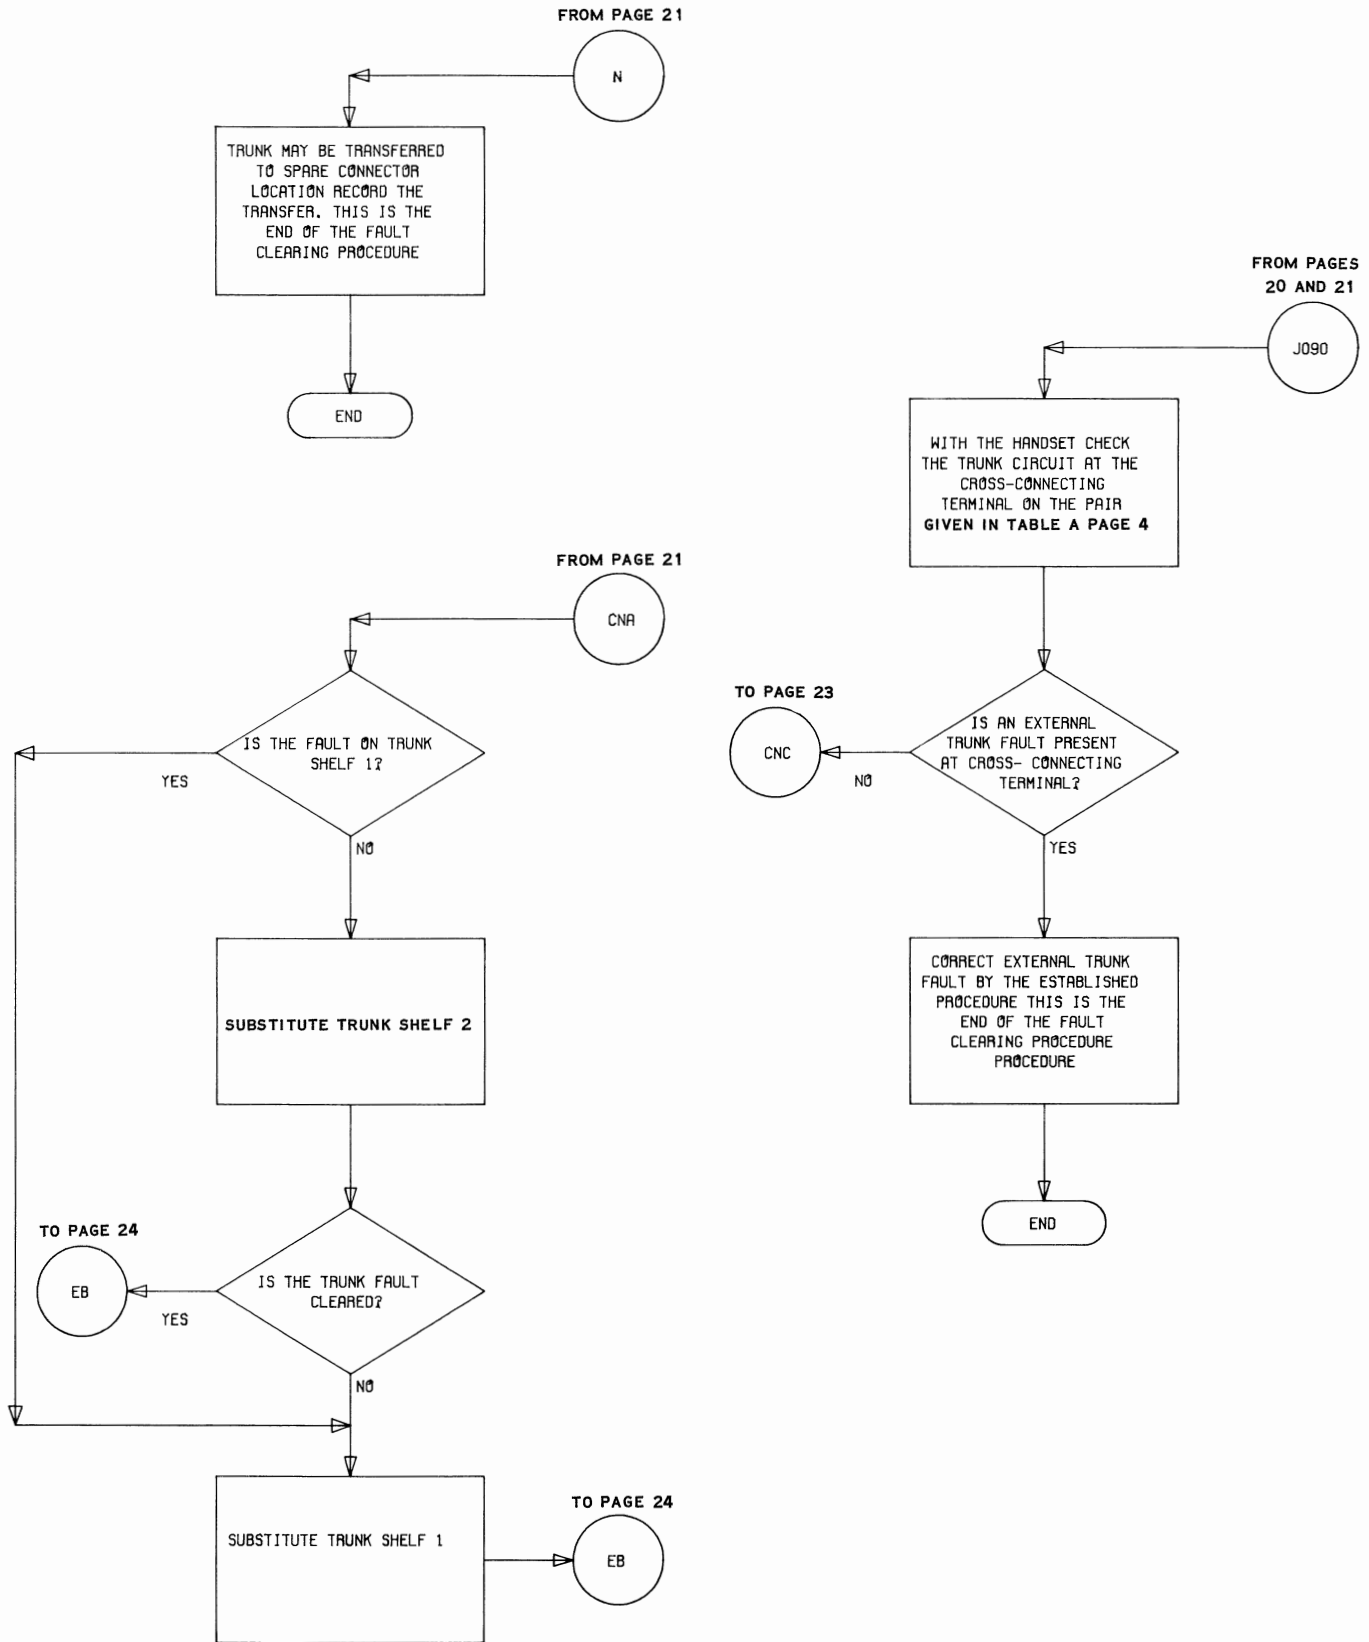 FROM PAGE 21
N
TRUNK MAY BE TRANSFERRED
TO SPARE CONNECTOR
LOCATION RECORD THE
TRANSFER. THIS IS THE
END OF THE FAULT
CLEARING PROCEDURE
END
FROM PAGE 21
CNA
IS THE FAULT ON TRUNK
SHELF 1?
YES
NO
SUBSTITUTE TRUNK SHELF 2
TO PAGE 24
EB
IS THE TRUNK FAULT
CLEARED?
YES
NO
SUBSTITUTE TRUNK SHELF 1
TO PAGE 24
EB
FROM PAGES
20 AND 21
J090
WITH THE HANDSET CHECK
THE TRUNK CIRCUIT AT THE
CROSS-CONNECTING
TERMINAL ON THE PAIR
GIVEN IN TABLE A PAGE 4
TO PAGE 23
CNC
IS AN EXTERNAL
TRUNK FAULT PRESENT
AT CROSS- CONNECTING
TERMINAL?
NO
YES
CORRECT EXTERNAL TRUNK
FAULT BY THE ESTABLISHED
PROCEDURE THIS IS THE
END OF THE FAULT
CLEARING PROCEDURE
PROCEDURE
END